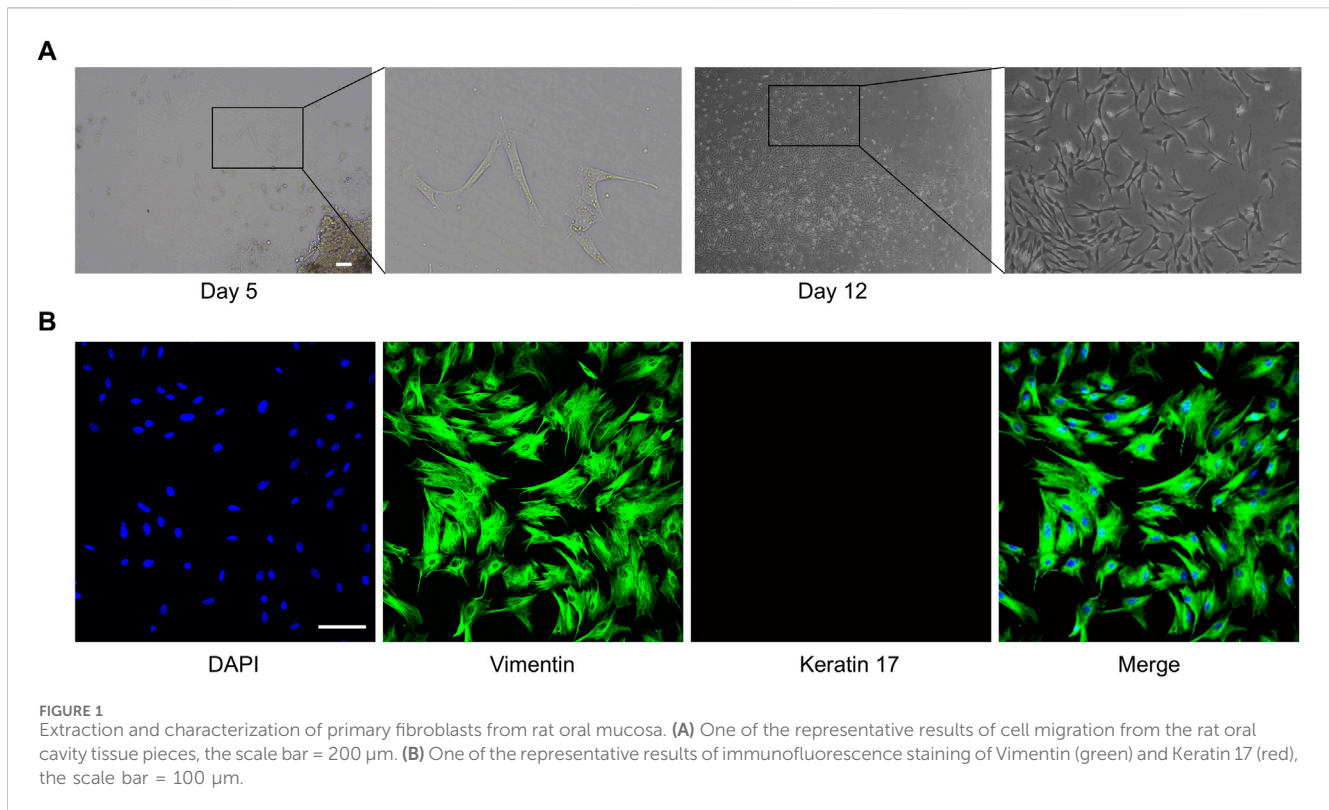 A
Day 5
Day 12
B
DAPI
Vimentin
Keratin 17
Merge
FIGURE 1
Extraction and characterization of primary fibroblasts from rat oral mucosa. (A) One of the representative results of cell migration from the rat oral
cavity tissue pieces, the scale bar = 200 µm. (B) One of the representative results of immunofluorescence staining of Vimentin (green) and Keratin 17 (red),
the scale bar = 100 µm.